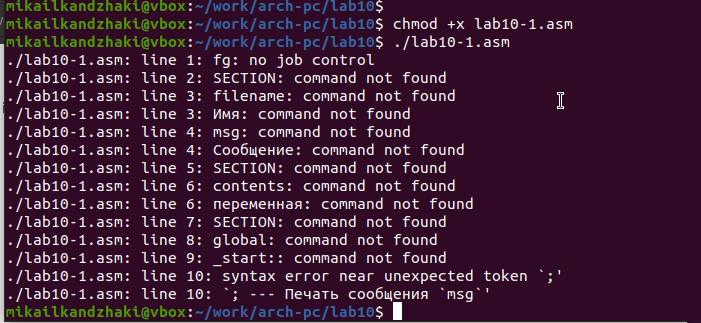 mikailkandzhaki@vbox:~/work/arch-pc/lab10$
mikailkandzhaki@vbox:~/work/arch-pc/lab10$ chmod +x lab10-1.asm
mikailkandzhaki@vbox:~/work/arch-pc/lab10$ ./lab10-1.asm
./lab10-1.asm: line 1: fg: no job control
./lab10-1.asm: line 2: SECTION: command not found
./lab10-1.asm: line 3: filename: command not found
./lab10-1.asm: line 3: Имя: command not found
./lab10-1.asm: line 4: msg: command not found
./lab10-1.asm: line 4: Сообщение: command not found
./lab10-1.asm: line 5: SECTION: command not found
./lab10-1.asm: line 6: contents: command not found
./lab10-1.asm: line 6: переменная: command not found
./lab10-1.asm: line 7: SECTION: command not found
./lab10-1.asm: line 8: global: command not found
./lab10-1.asm: line 9: _start:: command not found
./lab10-1.asm: line 10: syntax error near unexpected token `;'
./lab10-1.asm: line 10: `; --- Печать сообщения `msg`'
mikailkandzhaki@vbox:~/work/arch-pc/lab10$